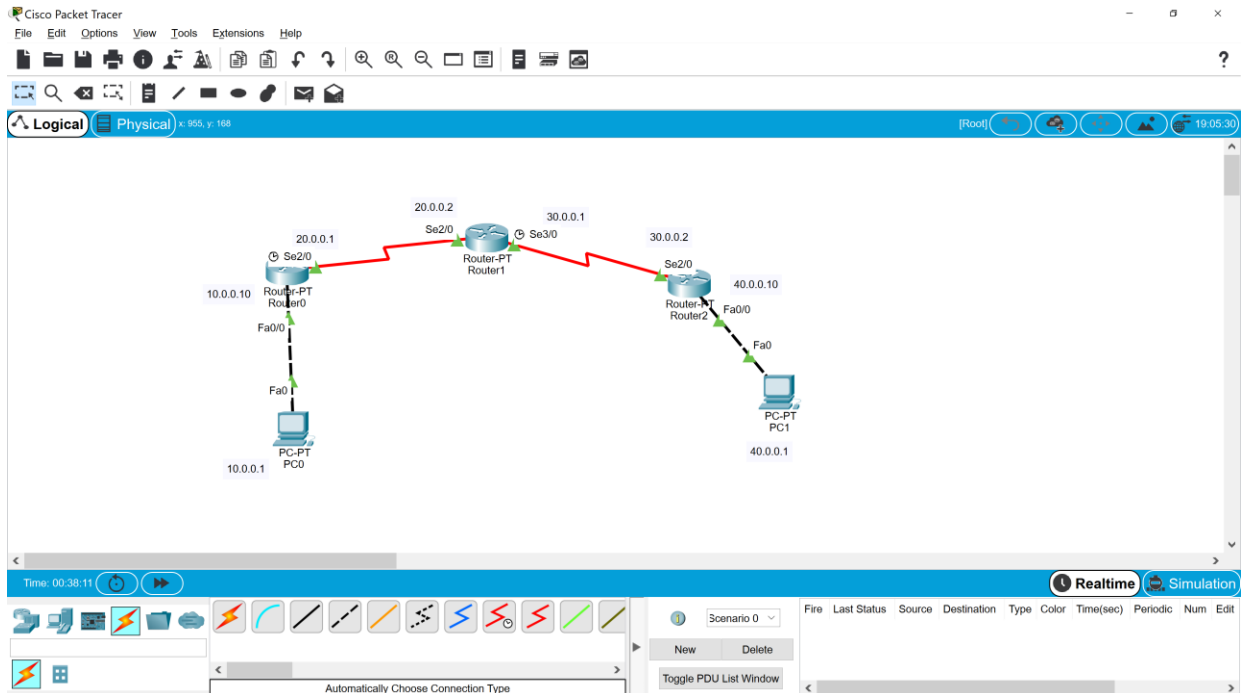 Cisco Packet Tracer
File Edit Options View Tools Extensions Help
?
Logical Physical x: 955, y: 168 [Root] 19:05:30
20.0.0.2
30.0.0.1
Se2/0
Se3/0
20.0.0.1
30.0.0.2
Se2/0
Router-PT
Router1
Se2/0
10.0.0.10
Router-PT
Router0
40.0.0.10
Router-PT
Router2
Fa0/0
Fa0/0
Fa0
Fa0
PC-PT
PC1
40.0.0.1
PC-PT
PC0
10.0.0.1
Time: 00:38:11 Realtime Simulation
Scenario 0
Fire Last Status Source Destination Type Color Time(sec) Periodic Num Edit
New Delete
Toggle PDU List Window
Automatically Choose Connection Type